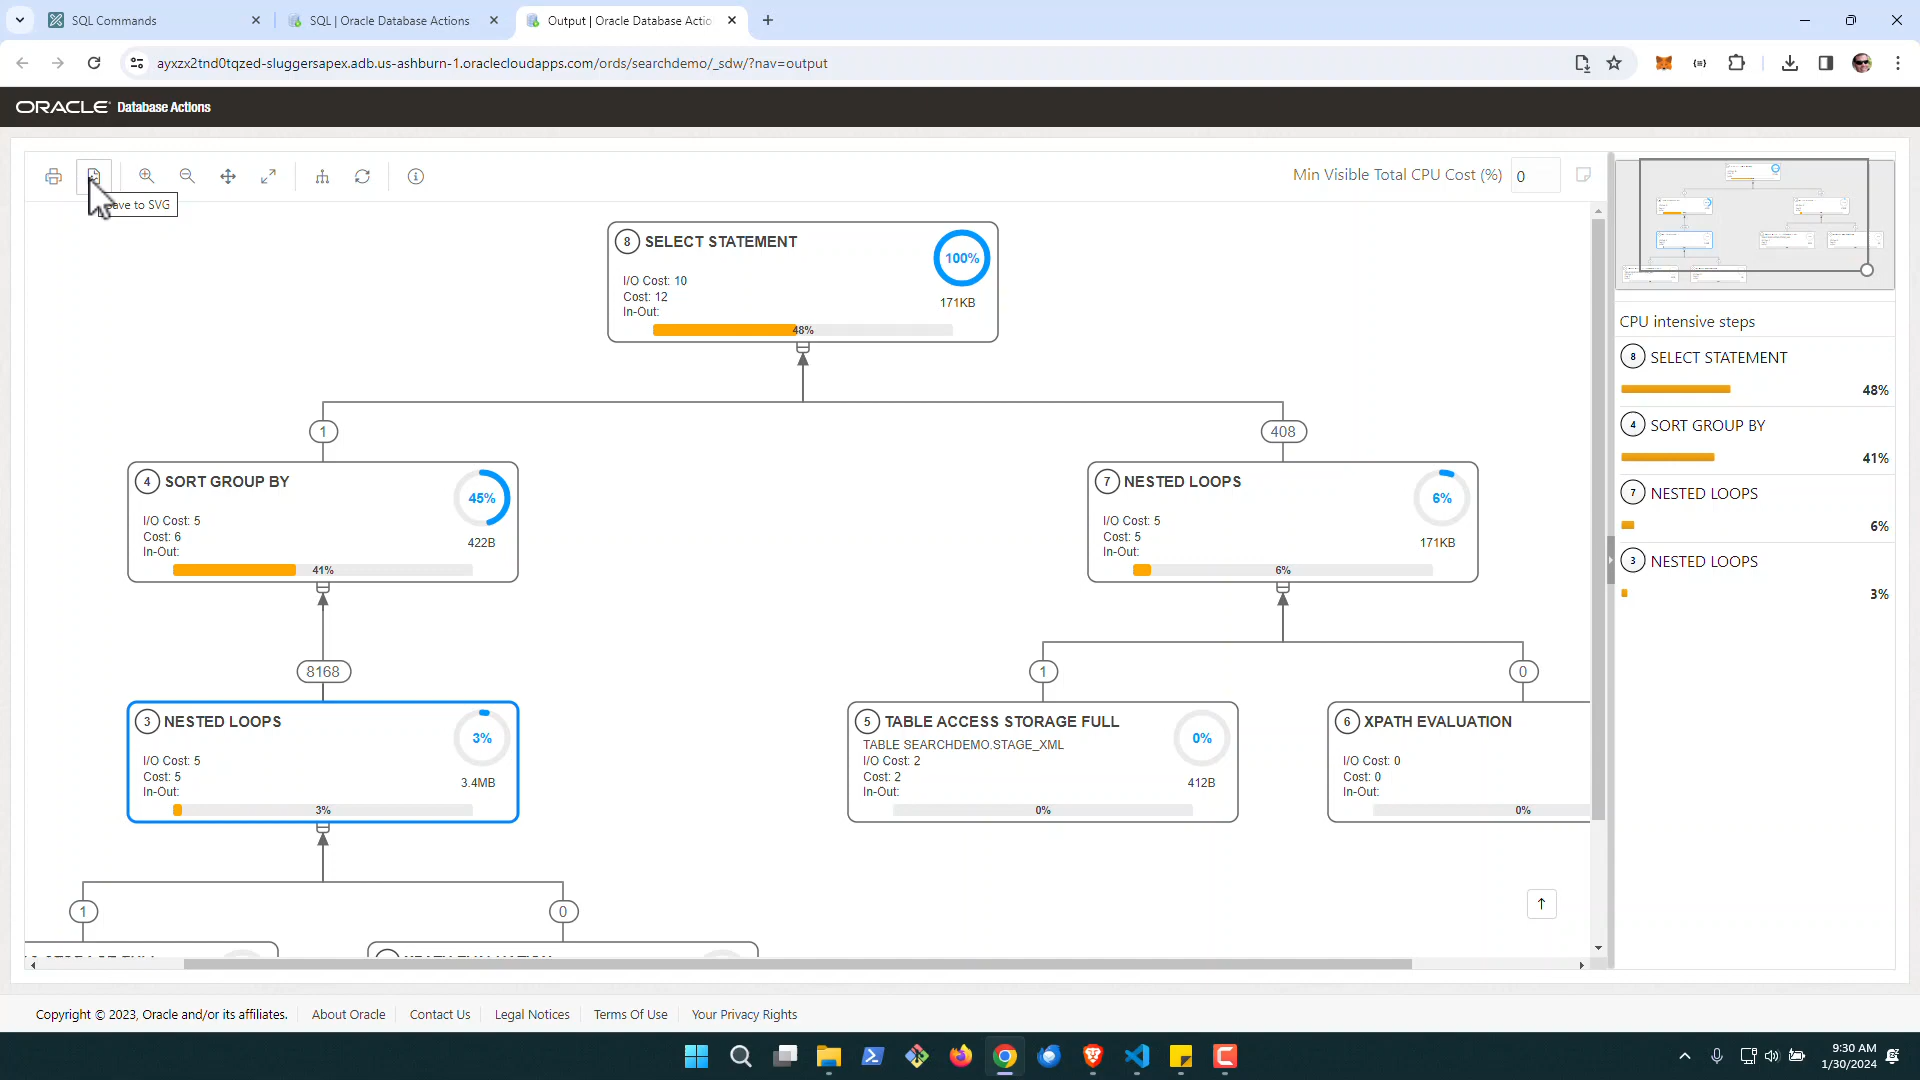 SQL Commands
SQL | Oracle Database Actions
Output | Oracle Database Actio
ayxzx2tnd0tqzed-sluggersapex.adb.us-ashburn-1.oraclecloudapps.com/ords/searchdemo/_sdw/?nav=output
ORACLE Database Actions
Min Visible Total CPU Cost (%) 0
ave to SVG
8 SELECT STATEMENT
100%
I/O Cost: 10
Cost: 12
In-Out:
171KB
48%
1
408
4 SORT GROUP BY
45%
I/O Cost: 5
Cost: 6
In-Out:
422B
41%
7 NESTED LOOPS
6%
I/O Cost: 5
Cost: 5
In-Out:
171KB
6%
8168
1
0
3 NESTED LOOPS
3%
I/O Cost: 5
Cost: 5
In-Out:
3.4MB
3%
5 TABLE ACCESS STORAGE FULL
TABLE SEARCHDEMO.STAGE_XML
0%
I/O Cost: 2
Cost: 2
In-Out:
412B
0%
6 XPATH EVALUATION
I/O Cost: 0
Cost: 0
In-Out:
0%
1
0
CPU intensive steps
8 SELECT STATEMENT
48%
4 SORT GROUP BY
41%
7 NESTED LOOPS
6%
3 NESTED LOOPS
3%
Copyright © 2023, Oracle and/or its affiliates.
About Oracle
Contact Us
Legal Notices
Terms Of Use
Your Privacy Rights
9:30 AM
1/30/2024